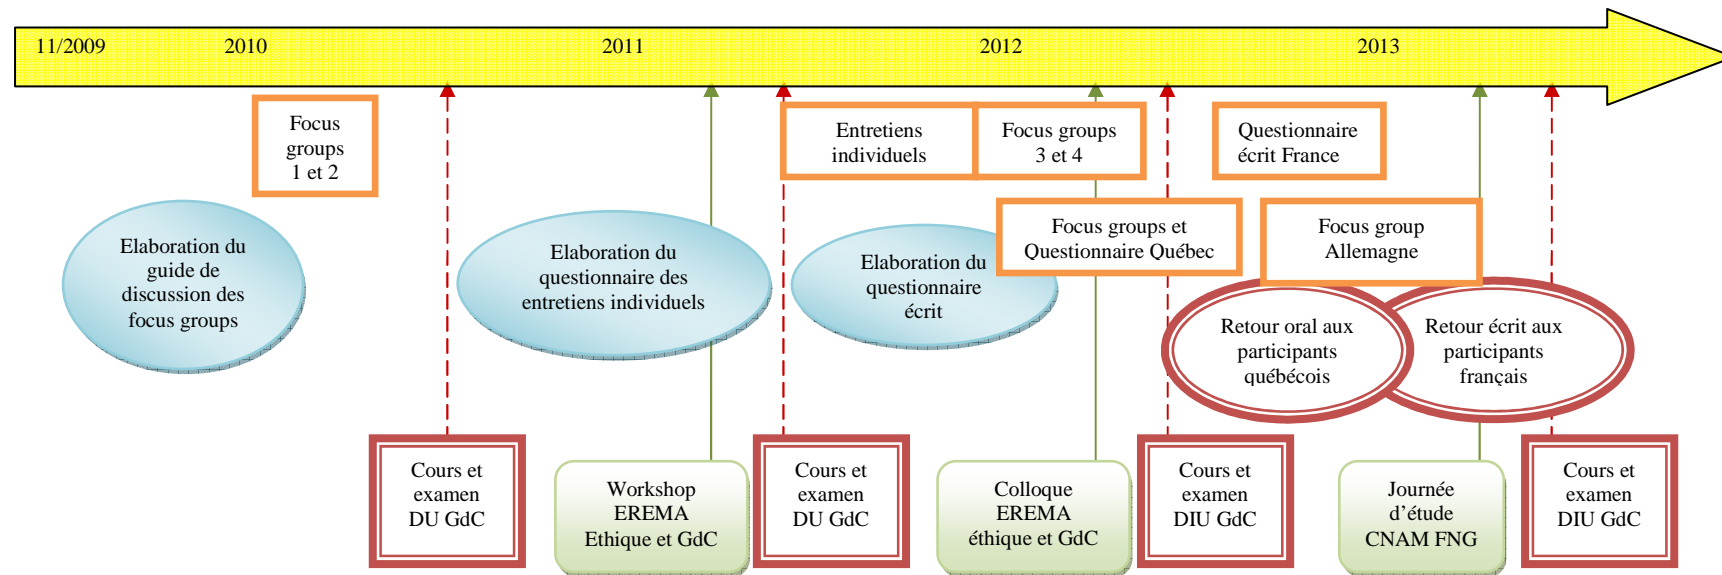 11/2009 2010 2011 2012 2013
Focus
groups
1 et 2
Entretiens
individuels
Focus groups
3 et 4
Questionnaire
écrit France
Elaboration du
guide de
discussion des
focus groups
Elaboration du
questionnaire des
entretiens individuels
Elaboration du
questionnaire
écrit
Focus groups et
Questionnaire Québec
Focus group
Allemagne
Retour oral aux
participants
québécois
Retour écrit aux
participants
français
Cours et
examen
DU GdC
Workshop
EREMA
Ethique et GdC
Cours et
examen
DU GdC
Colloque
EREMA
éthique et GdC
Cours et
examen
DIU GdC
Journée
d’étude
CNAM FNG
Cours et
examen
DIU GdC